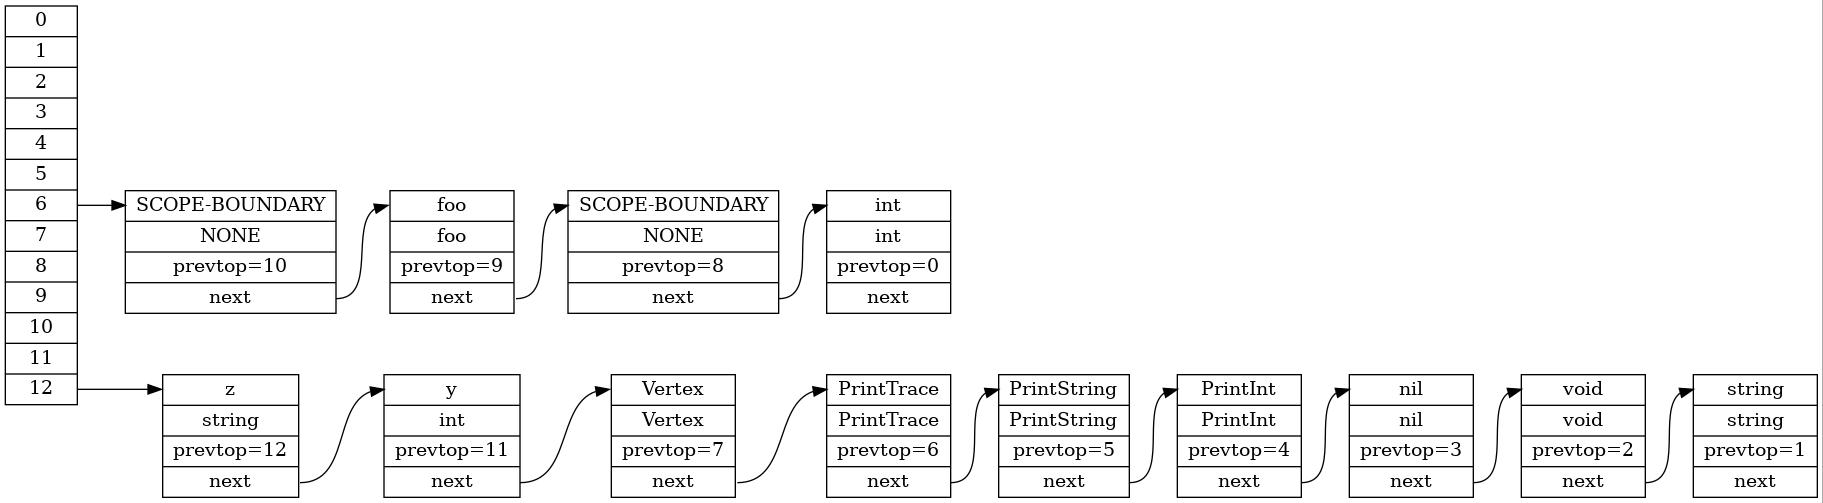 0
1
2
3
4
5
6
7
8
9
10
11
12
SCOPE-BOUNDARY
NONE
prevtop=10
next
foo
foo
prevtop=9
next
SCOPE-BOUNDARY
NONE
prevtop=8
next
int
int
prevtop=0
next
z
string
prevtop=12
next
y
int
prevtop=11
next
Vertex
Vertex
prevtop=7
next
PrintTrace
PrintTrace
prevtop=6
next
PrintString
PrintString
prevtop=5
next
PrintInt
PrintInt
prevtop=4
next
nil
nil
prevtop=3
next
void
void
prevtop=2
next
string
string
prevtop=1
next